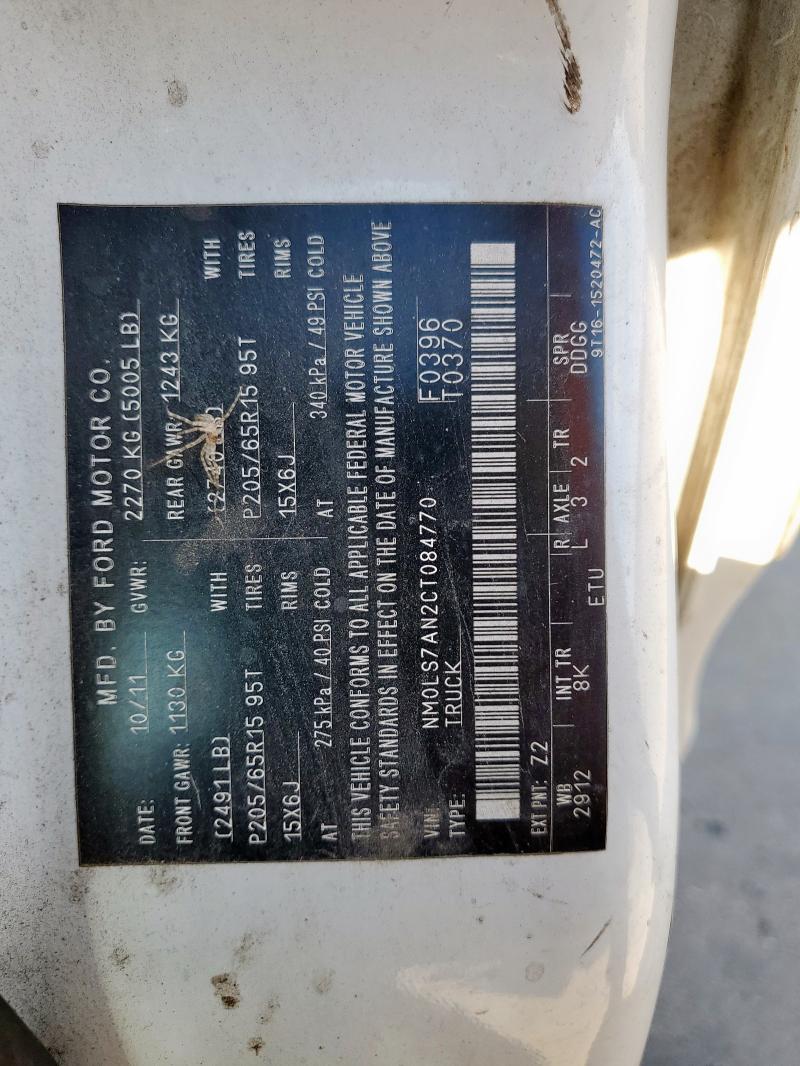 MFD. BY FORD MOTOR CO.
DATE: 10/11 GVWR: 2270 KG (5005 LB)
FRONT GAWR: 1130 KG REAR GAWR: 1243 KG
(2491LB) WITH WITH
P205/65R15 95T TIRES P205/65R15 95T TIRES
15X6J RIMS 15X6J RIMS
AT 275 kPa / 40 PSI COLD AT 340 kPa / 49 PSI COLD
THIS VEHICLE CONFORMS TO ALL APPLICABLE FEDERAL MOTOR VEHICLE
SAFETY STANDARDS IN EFFECT ON THE DATE OF MANUFACTURE SHOWN ABOVE
VIN: NM0LS7AN2CT084770 F0396
TYPE: TRUCK T0370
EXT PNT: Z2
WB INT TR R AXLE TR SPR
2912 8K L 3 2 DDGG
ETU 9T16-1520472-AC